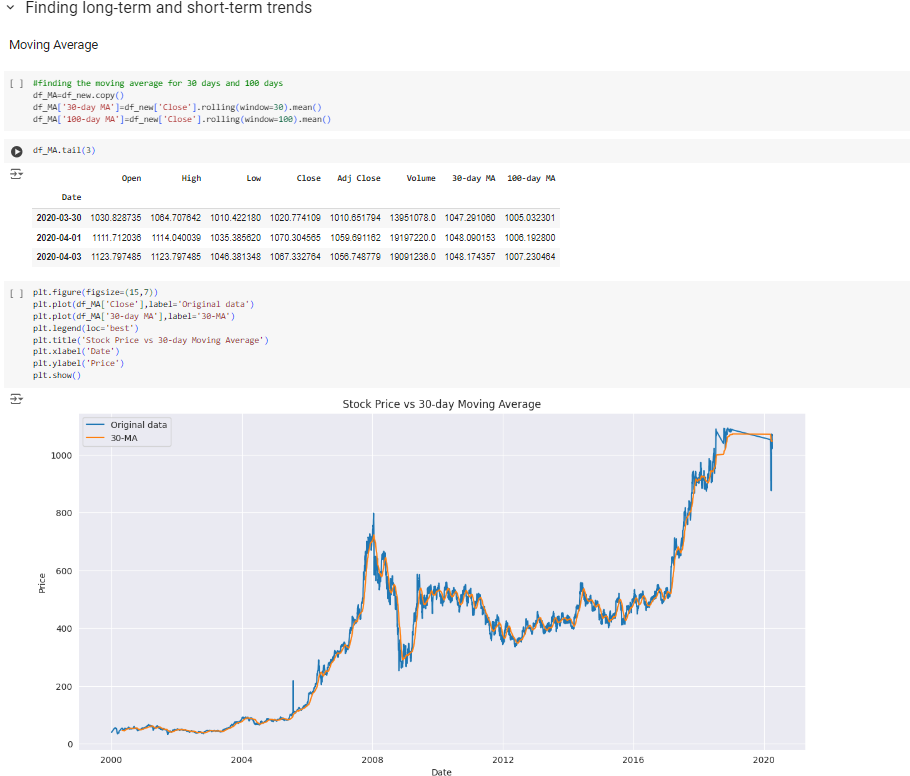 Finding long-term and short-term trends
Moving Average
[ ] #finding the moving average for 30 days and 100 days
df_MA=df_new.copy()
df_MA['30-day MA']=df_new['Close'].rolling(window=30).mean()
df_MA['100-day MA']=df_new['Close'].rolling(window=100).mean()
df_MA.tail(3)
Open High Low Close Adj Close Volume 30-day MA 100-day MA
Date
2020-03-30 1030.828735 1064.707642 1010.422180 1020.774109 1010.651794 13951078.0 1047.291060 1005.032301
2020-04-01 1111.712036 1114.040039 1035.385620 1070.304565 1059.691162 19197220.0 1048.090153 1006.192800
2020-04-03 1123.797485 1123.797485 1046.381348 1067.332764 1056.748779 19091236.0 1048.174357 1007.230464
[ ] plt.figure(figsize=(15,7))
plt.plot(df_MA['Close'],label='Original data')
plt.plot(df_MA['30-day MA'],label='30-MA')
plt.legend(loc='best')
plt.title('Stock Price vs 30-day Moving Average')
plt.xlabel('Date')
plt.ylabel('Price')
plt.show()
Stock Price vs 30-day Moving Average
Original data
30-MA
1000
800
600
400
200
0
Price
2000 2004 2008 2012 2016 2020
Date